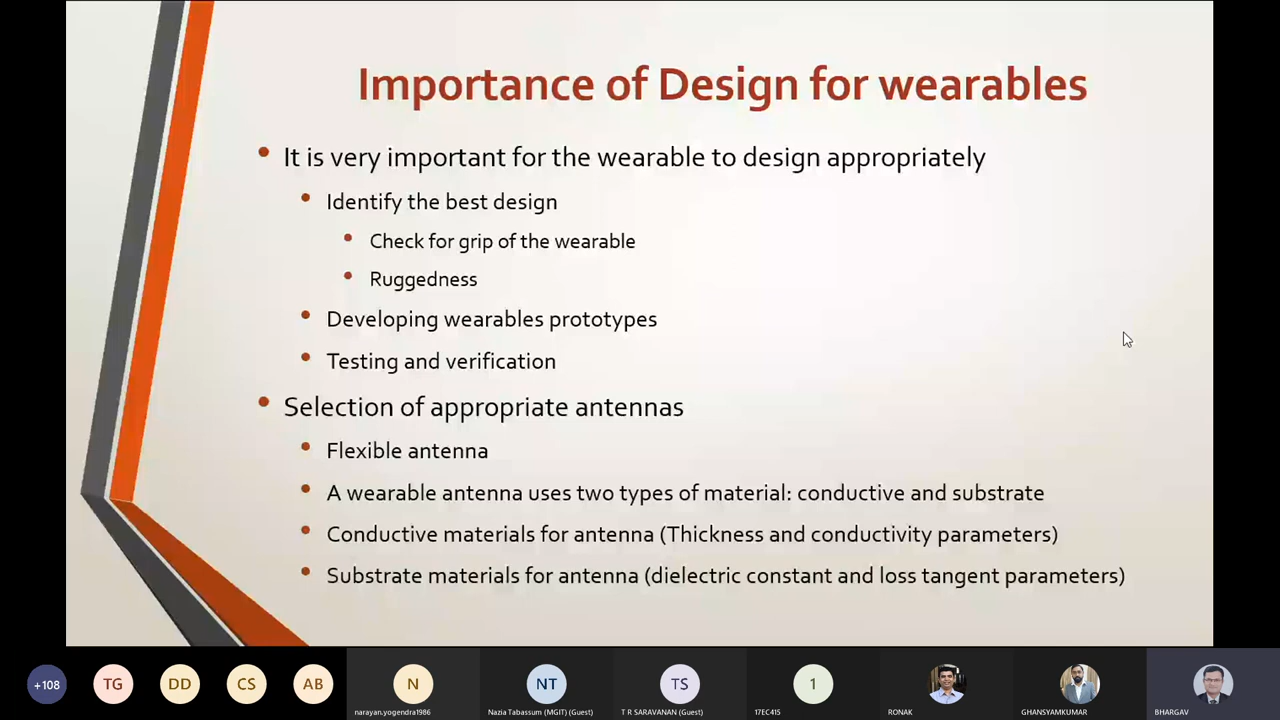 Importance of Design for wearables
• It is very important for the wearable to design appropriately
• Identify the best design
• Check for grip of the wearable
• Ruggedness
• Developing wearables prototypes
• Testing and verification
• Selection of appropriate antennas
• Flexible antenna
• A wearable antenna uses two types of material: conductive and substrate
• Conductive materials for antenna (Thickness and conductivity parameters)
• Substrate materials for antenna (dielectric constant and loss tangent parameters)
+108 TG DD CS AB N NT TS 1
narayan.yogendra1986 Nazia Tabassum (MGIT) (Guest) T R SARAVANAN (Guest) 17EC415 RONAK GHANSYAMKUMAR BHARGAV